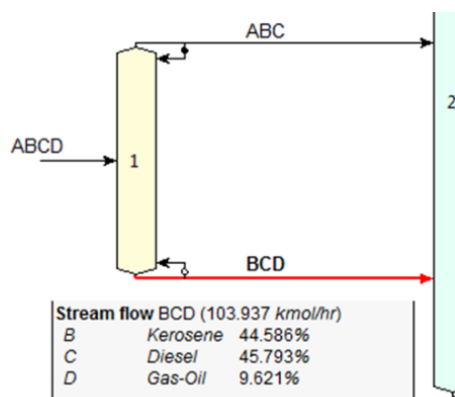 ABC
2
ABCD
1
BCD
Stream flow BCD (103.937 kmol/hr)
B Kerosene 44.586%
C Diesel 45.793%
D Gas-Oil 9.621%